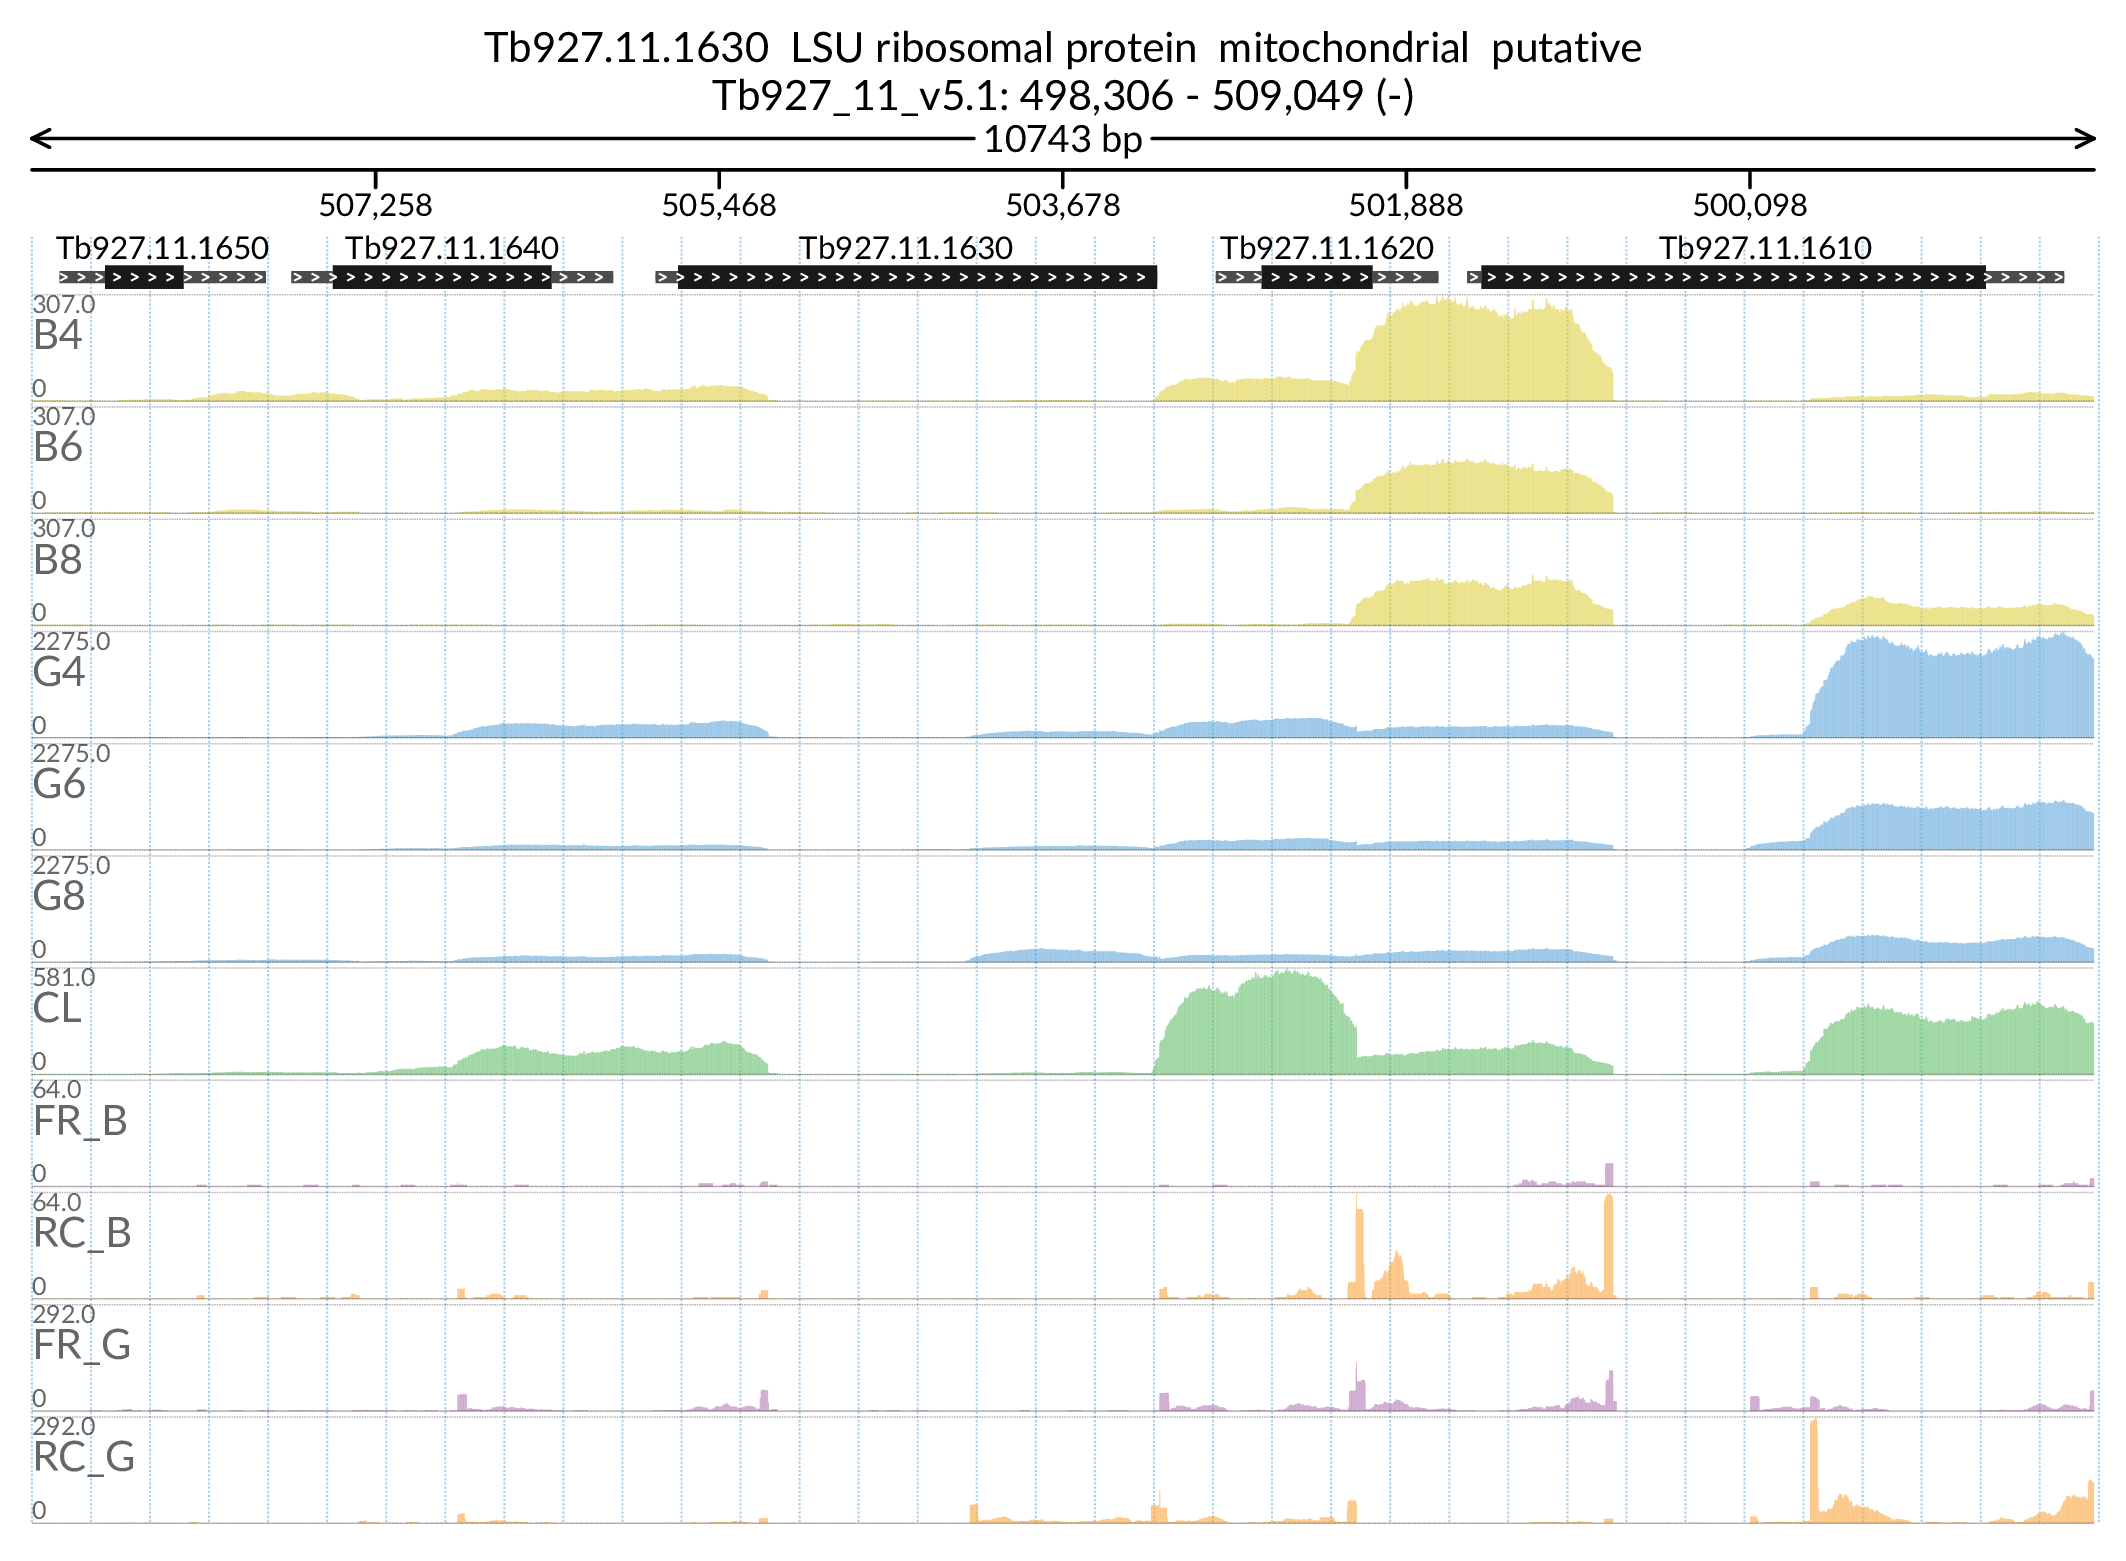 Tb927.11.1630  LSU ribosomal protein  mitochondrial  putative
Tb927_11_v5.1: 498,306 - 509,049 (-)
10743 bp
507,258 505,468 503,678 501,888 500,098
Tb927.11.1650 Tb927.11.1640 Tb927.11.1630 Tb927.11.1620 Tb927.11.1610
307.0
B4
0
307.0
B6
0
307.0
B8
0
2275.0
G4
0
2275.0
G6
0
2275.0
G8
0
581.0
CL
0
64.0
FR_B
0
64.0
RC_B
0
292.0
FR_G
0
292.0
RC_G
0